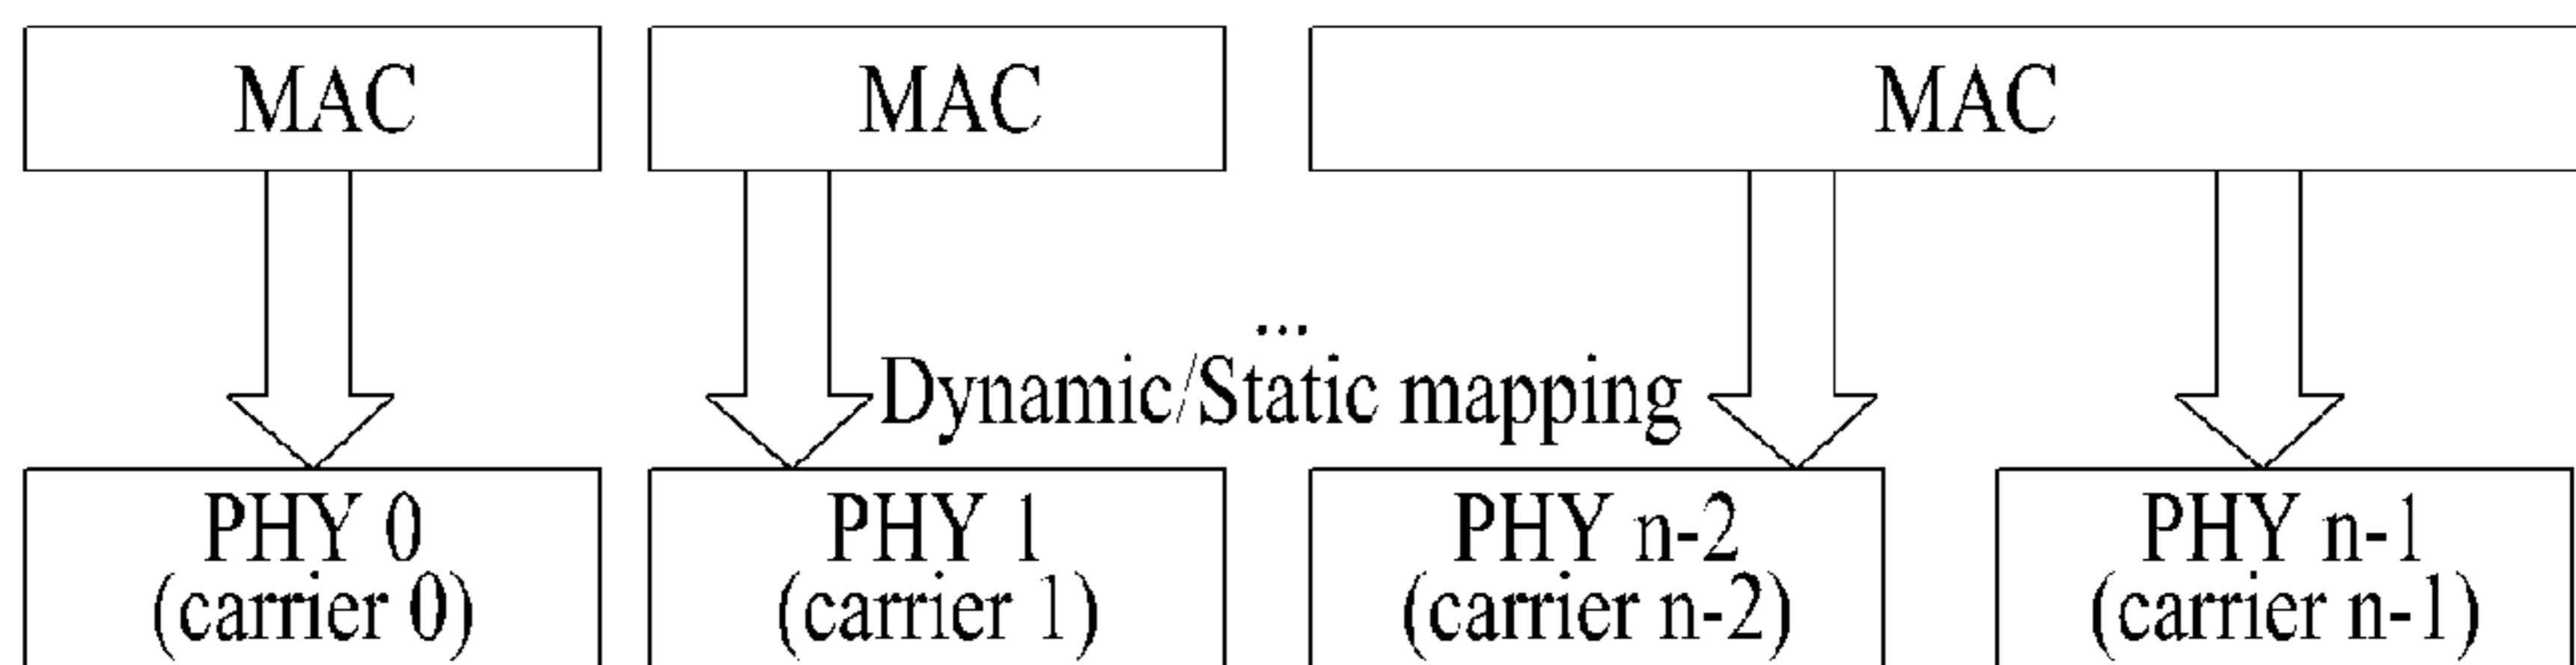 MAC
MAC
MAC
...
Dynamic/Static mapping
PHY 0
(carrier 0)
PHY 1
(carrier 1)
PHY n-2
(carrier n-2)
PHY n-1
(carrier n-1)